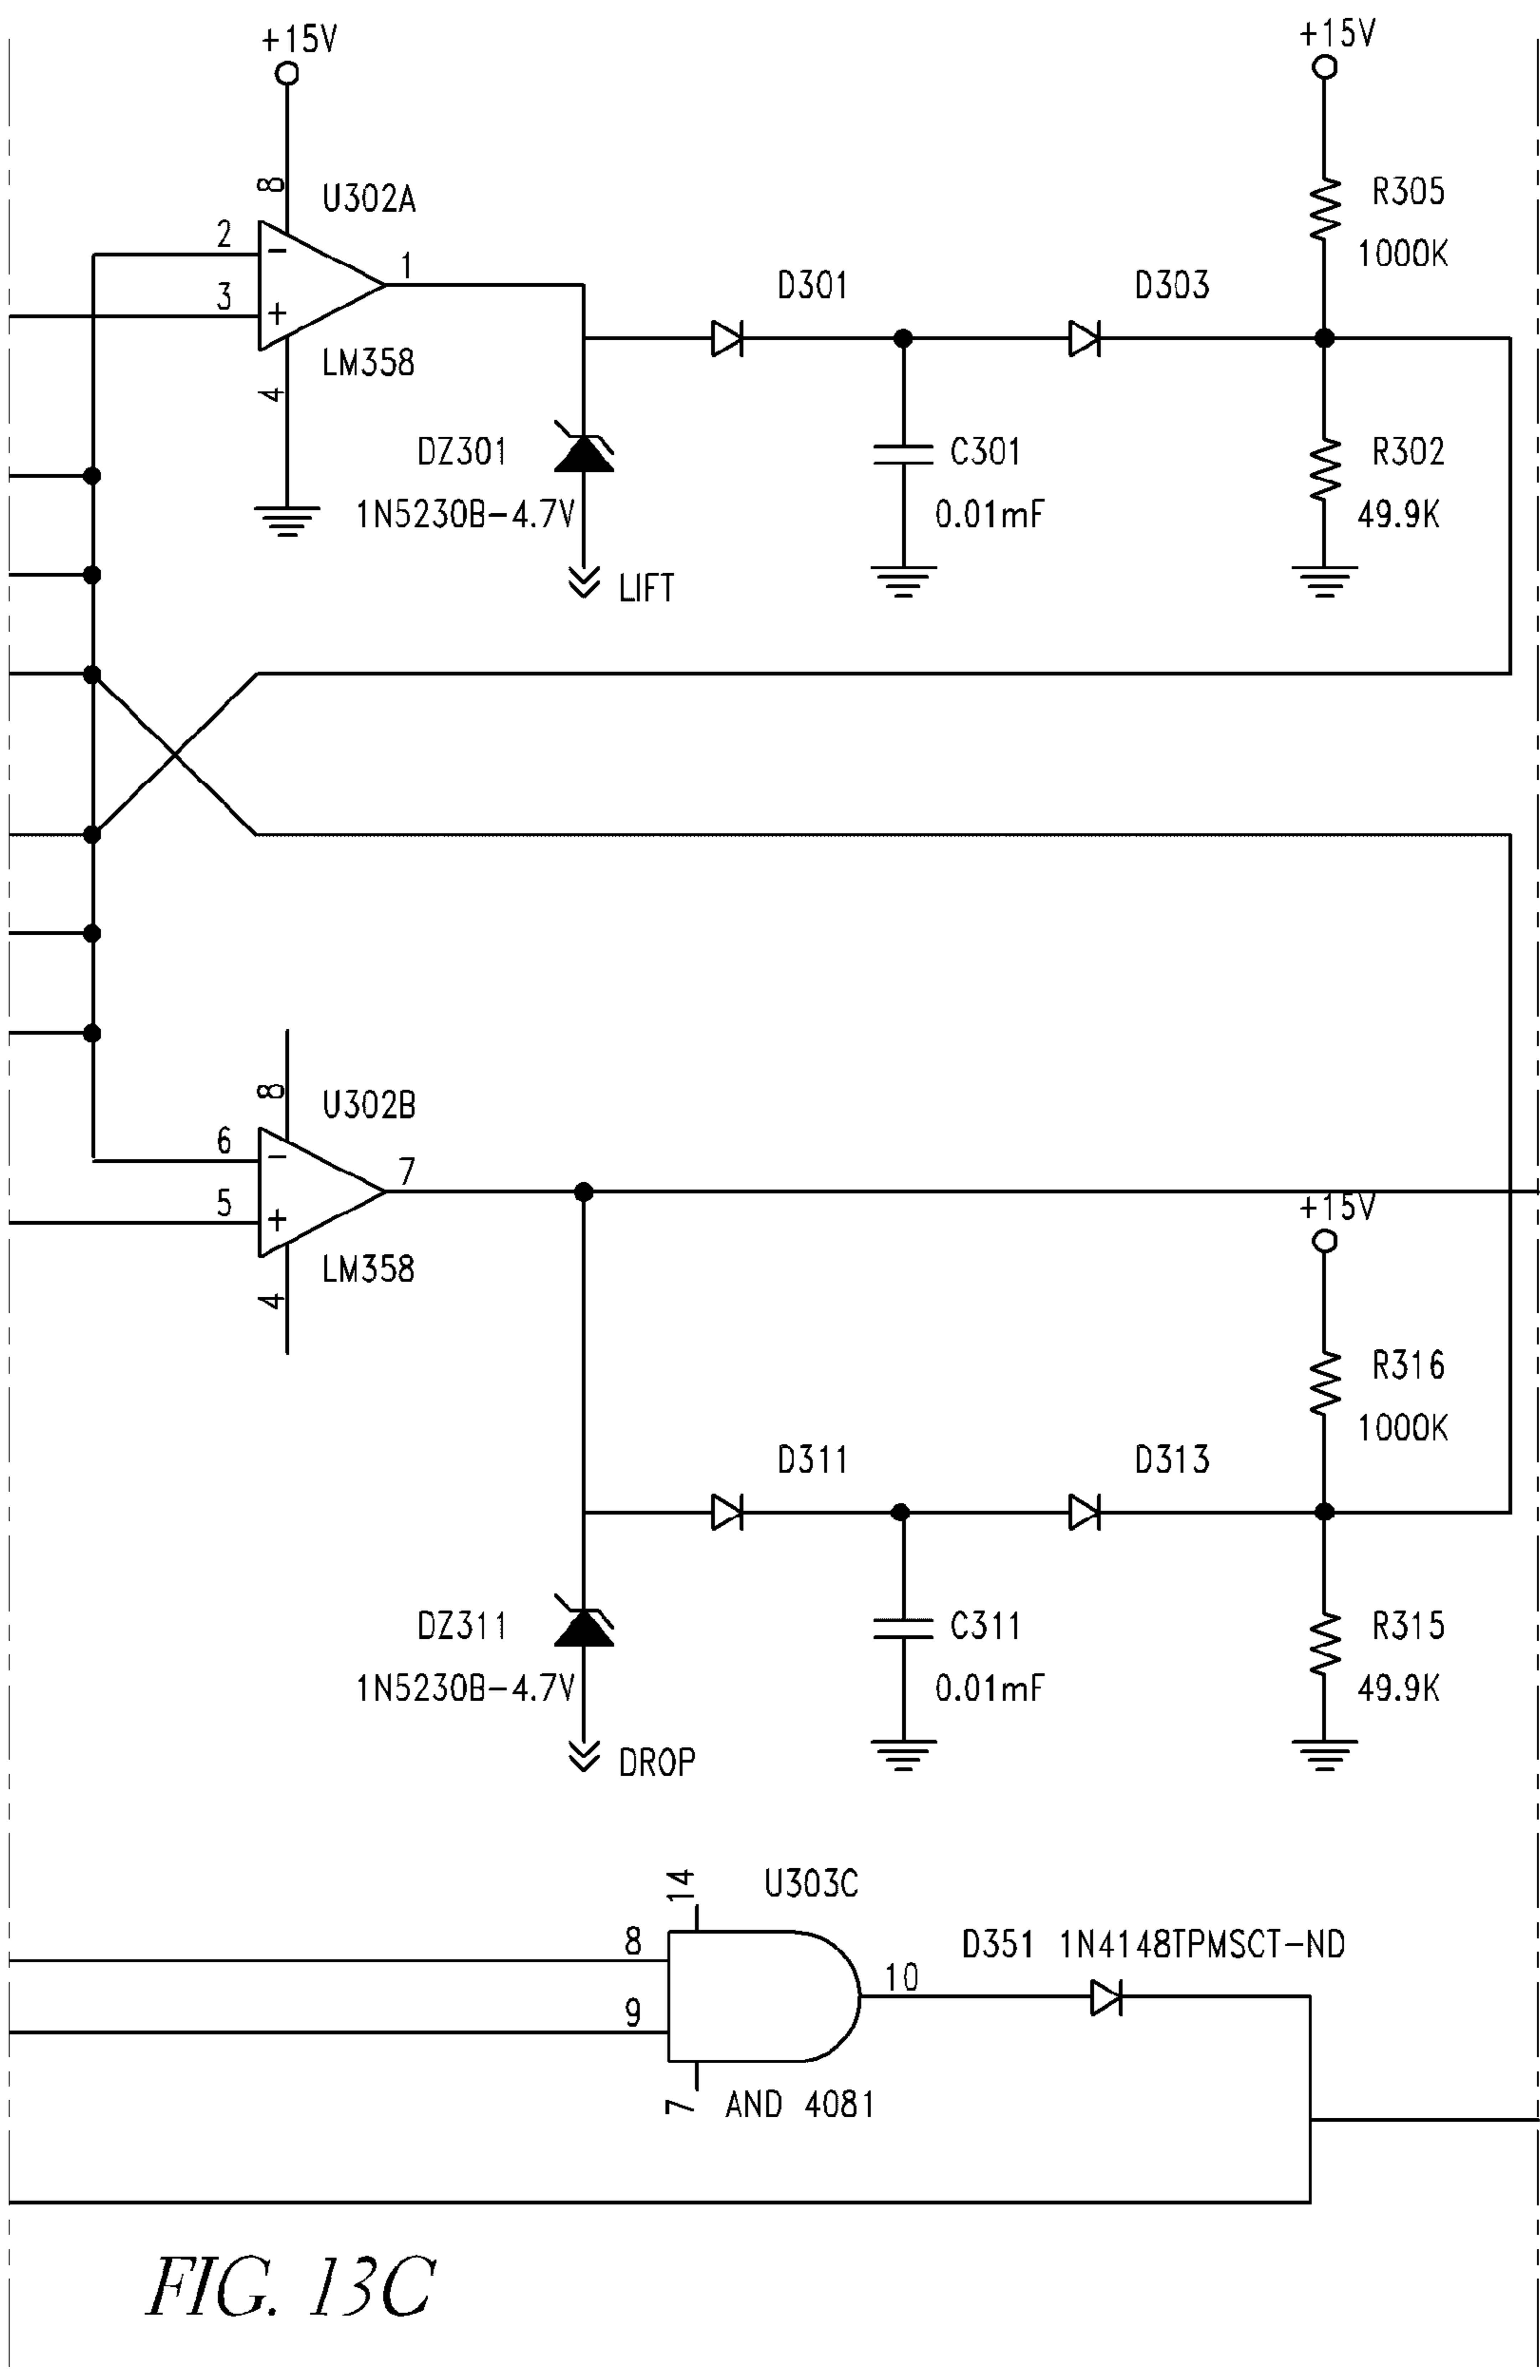 +15V
+15V
8
U302A
R305
2
-
1
1000K
3
+
D301
D303
LM358
4
DZ301
C301
R302
1N5230B-4.7V
0.01mF
49.9K
LIFT
8
U302B
6
-
7
5
+
+15V
LM358
4
R316
1000K
D311
D313
DZ311
C311
R315
1N5230B-4.7V
0.01mF
49.9K
DROP
14
U303C
8
D351 1N4148TPMSCT-ND
10
9
7
AND 4081
FIG. 13C